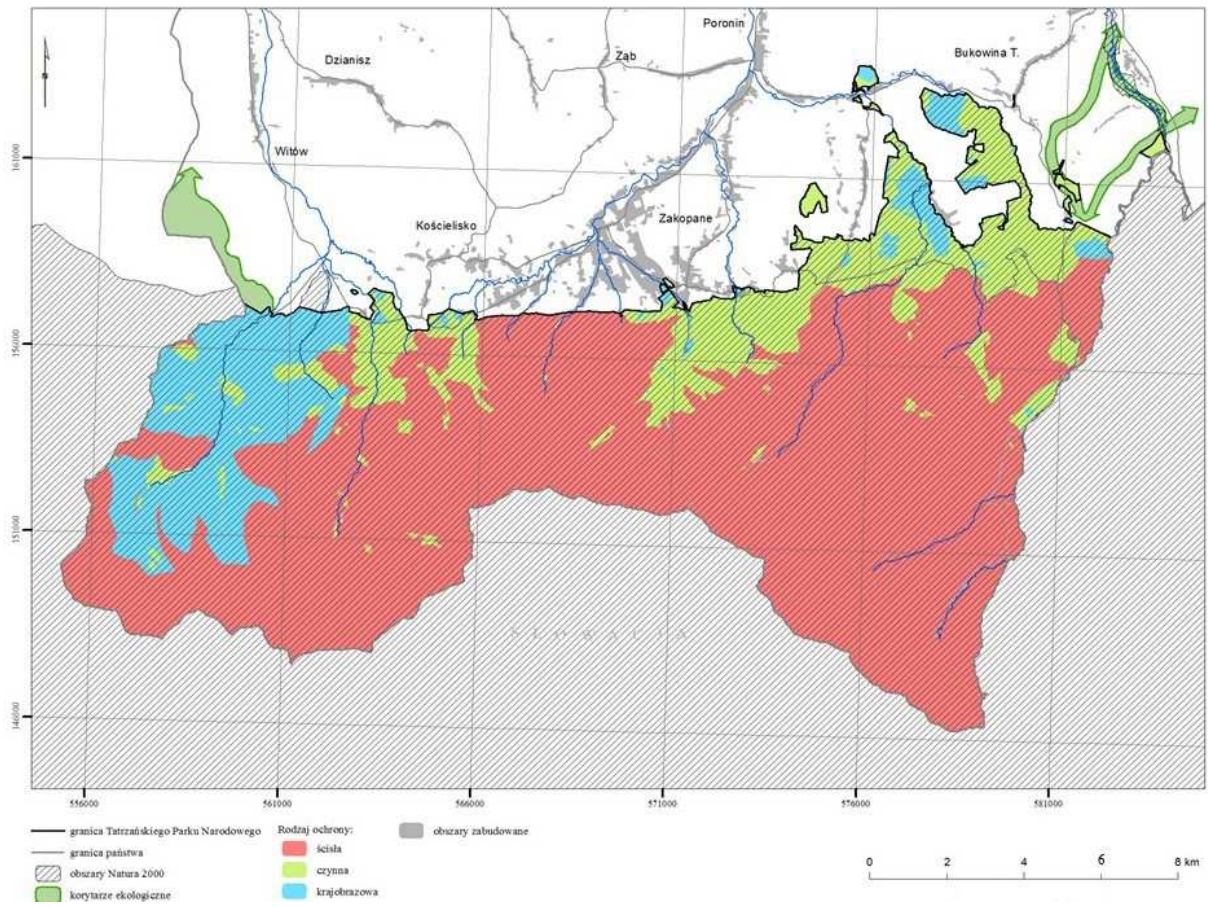 Poronin
Ząb
Bukowina T.
Dzianisz
N
Witów
161000
Kościelisko
Zakopane
156000
151000
SŁOWACJA
146000
556000
561000
566000
571000
576000
581000
granica Tatrzańskiego Parku Narodowego
granica państwa
obszary Natura 2000
korytarze ekologiczne
Rodzaj ochrony:
ścisła
czynna
krajobrazowa
obszary zabudowane
0 2 4 6 8 km